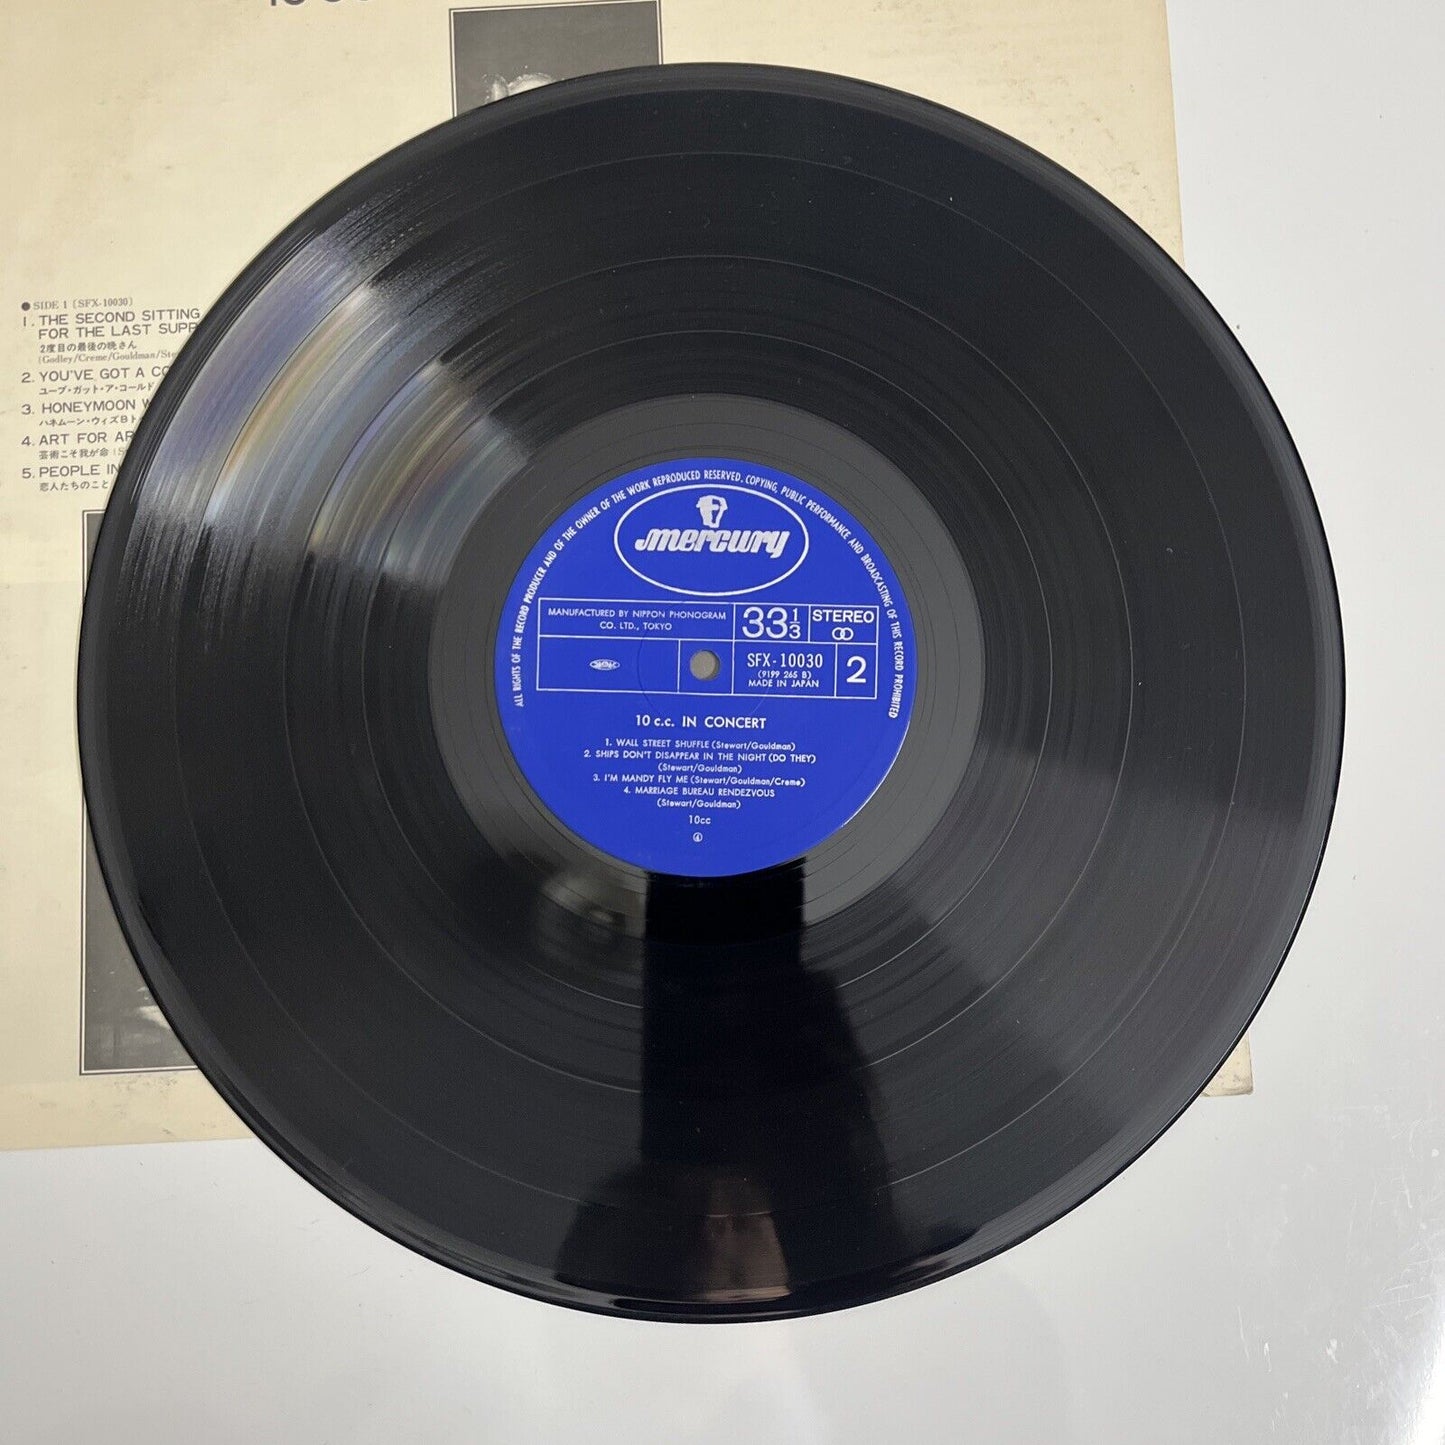 ● SIDE 1 [SFX-10030]
1. THE SECOND SITTING
FOR THE LAST SUPP
2度目の最後の晩さん
(Godley/Creme/Gouldman/Ste
2. YOU'VE GOT A CO
ユーブ・ガット・ア・コールド
3. HONEYMOON W
ハネムーン・ウィズBト
4. ART FOR AR
芸術こそ我が命 (S
5. PEOPLE IN
恋人たちのこと
ALL RIGHTS OF THE RECORD PRODUCER AND OF THE OWNER OF THE WORK REPRODUCED RESERVED. COPYING, PUBLIC PERFORMANCE AND BROADCASTING OF THIS RECORD PROHIBITED
mercury
MANUFACTURED BY NIPPON PHONOGRAM
CO. LTD., TOKYO
33 1/3
STEREO
SFX-10030
(9199 265 B)
MADE IN JAPAN
2
10 c.c. IN CONCERT
1. WALL STREET SHUFFLE (Stewart/Gouldman)
2. SHIPS DON'T DISAPPEAR IN THE NIGHT (DO THEY)
(Stewart/Gouldman)
3. I'M MANDY FLY ME (Stewart/Gouldman/Creme)
4. MARRIAGE BUREAU RENDEZVOUS
(Stewart/Gouldman)
10cc
④